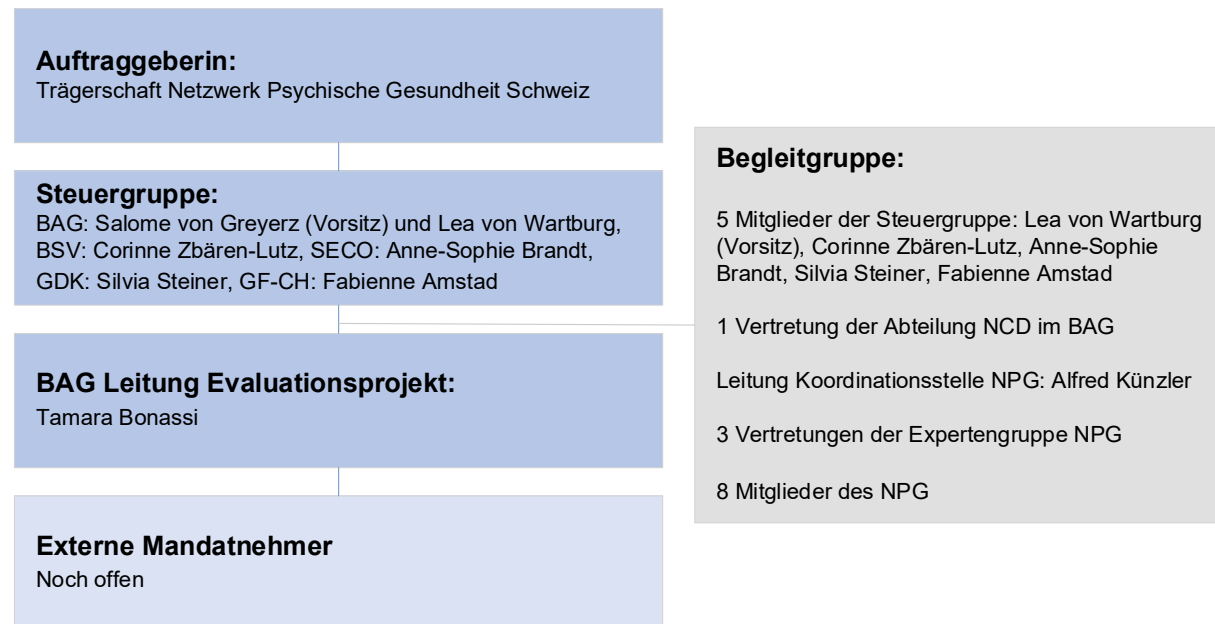 Auftraggeberin:
Trägerschaft Netzwerk Psychische Gesundheit Schweiz
Steuergruppe:
BAG: Salome von Greyerz (Vorsitz) und Lea von Wartburg,
BSV: Corinne Zbären-Lutz, SECO: Anne-Sophie Brandt,
GDK: Silvia Steiner, GF-CH: Fabienne Amstad
BAG Leitung Evaluationsprojekt:
Tamara Bonassi
Externe Mandatnehmer
Noch offen
Begleitgruppe:
5 Mitglieder der Steuergruppe: Lea von Wartburg
(Vorsitz), Corinne Zbären-Lutz, Anne-Sophie
Brandt, Silvia Steiner, Fabienne Amstad
1 Vertretung der Abteilung NCD im BAG
Leitung Koordinationsstelle NPG: Alfred Künzler
3 Vertretungen der Expertengruppe NPG
8 Mitglieder des NPG